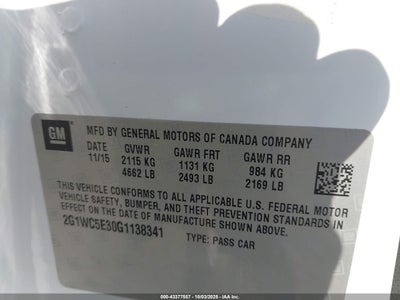 GM
MFD BY GENERAL MOTORS OF CANADA COMPANY
DATE GVWR GAWR FRT GAWR RR
11/15 2115 KG 1131 KG 984 KG
4662 LB 2493 LB 2169 LB
THIS VEHICLE CONFORMS TO ALL APPLICABLE U.S. FEDERAL MOTOR
VEHICLE SAFETY, BUMPER, AND THEFT PREVENTION STANDARDS
IN EFFECT ON THE DATE OF MANUFACTURE SHOWN ABOVE.
2G1WC5E30G1138341
TYPE: PASS CAR
000-43377567 - 10/03/2025 - IAAI.COM